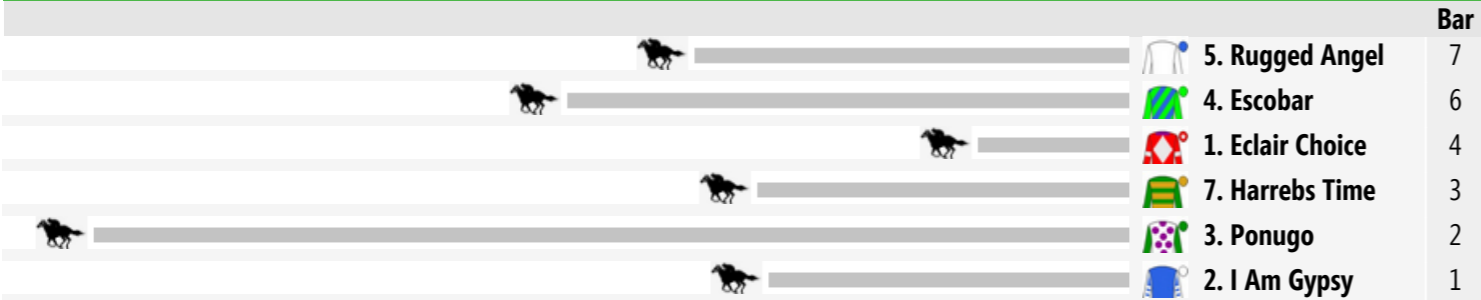 Bar
5. Rugged Angel 7
4. Escobar 6
1. Eclair Choice 4
7. Harrebs Time 3
3. Ponugo 2
2. I Am Gypsy 1